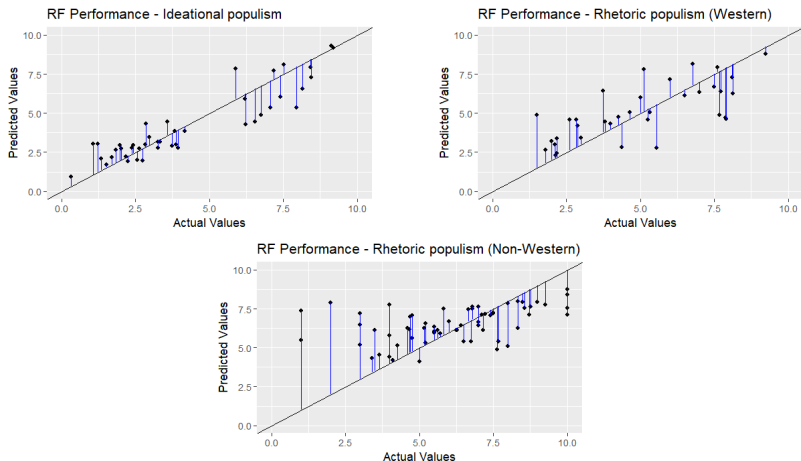 RF Performance - Ideational populism
10.0
7.5
5.0
2.5
0.0
Predicted Values
0.0 2.5 5.0 7.5 10.0
Actual Values
RF Performance - Rhetoric populism (Western)
10.0
7.5
5.0
2.5
0.0
Predicted Values
0.0 2.5 5.0 7.5 10.0
Actual Values
RF Performance - Rhetoric populism (Non-Western)
10.0
7.5
5.0
2.5
0.0
Predicted Values
0.0 2.5 5.0 7.5 10.0
Actual Values